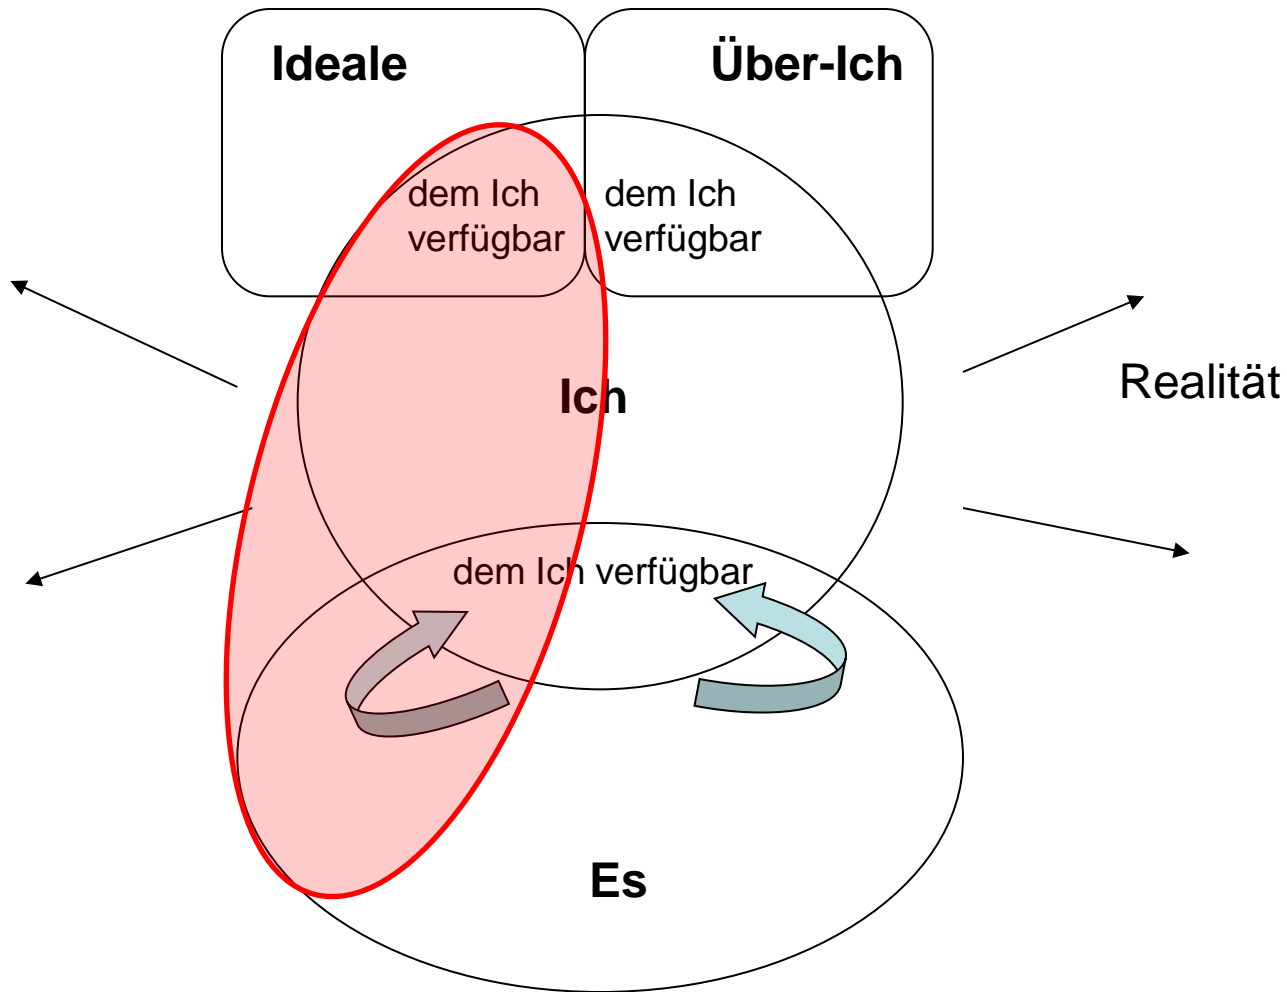 Ideale
Über-Ich
dem Ich
verfügbar
dem Ich
verfügbar
Ich
Realität
dem Ich verfügbar
Es